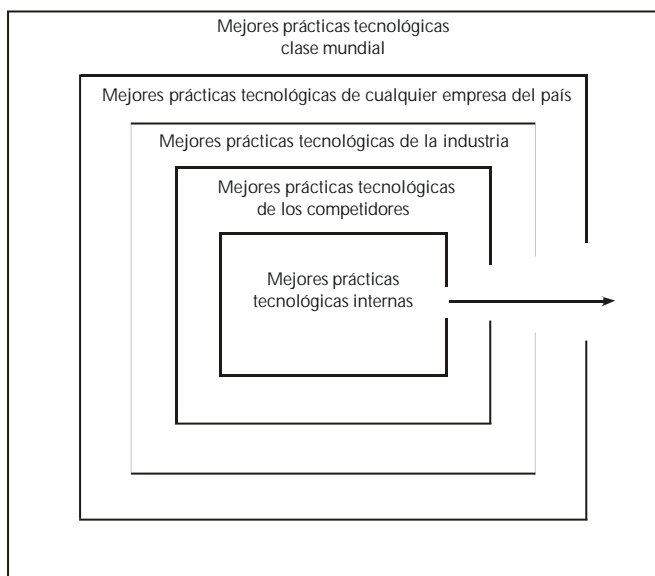 Mejores prácticas tecnológicas
clase mundial
Mejores prácticas tecnológicas de cualquier empresa del país
Mejores prácticas tecnológicas de la industria
Mejores prácticas tecnológicas
de los competidores
Mejores prácticas
tecnológicas internas